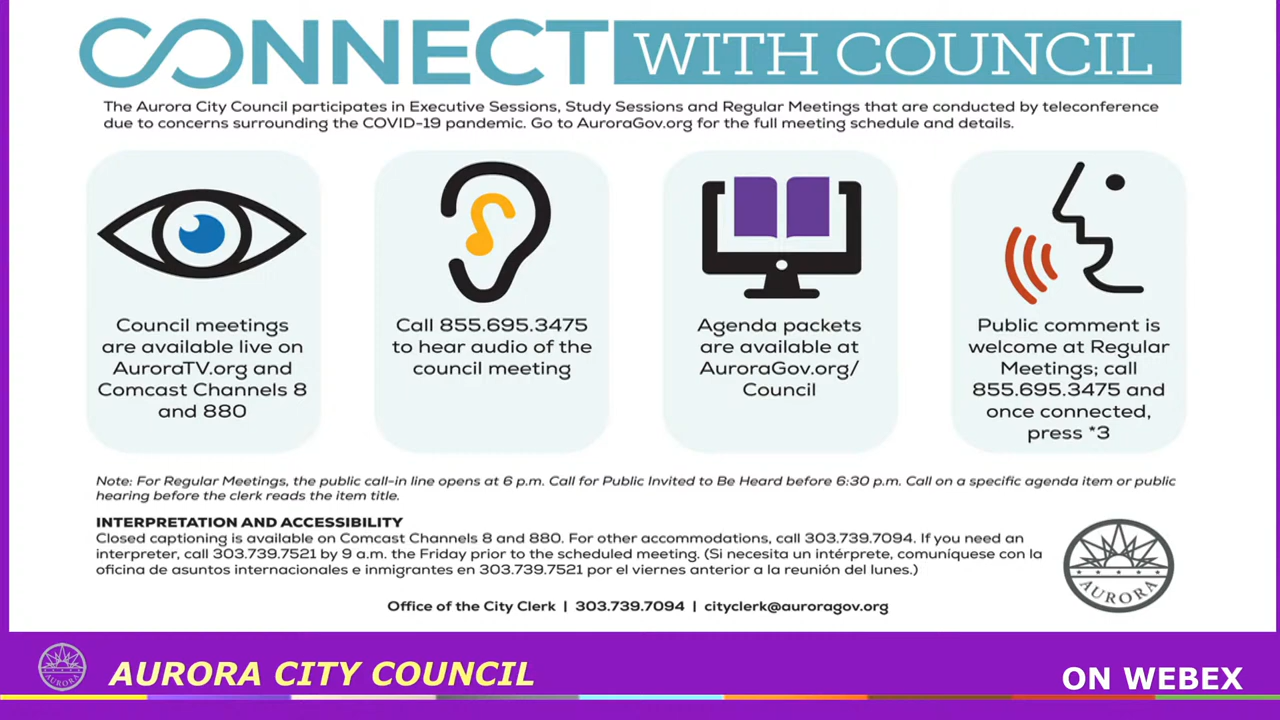 CONNECT WITH COUNCIL
The Aurora City Council participates in Executive Sessions, Study Sessions and Regular Meetings that are conducted by teleconference
due to concerns surrounding the COVID-19 pandemic. Go to AuroraGov.org for the full meeting schedule and details.
Council meetings
are available live on
AuroraTV.org and
Comcast Channels 8
and 880
Call 855.695.3475
to hear audio of the
council meeting
Agenda packets
are available at
AuroraGov.org/
Council
Public comment is
welcome at Regular
Meetings; call
855.695.3475 and
once connected,
press *3
Note: For Regular Meetings, the public call-in line opens at 6 p.m. Call for Public Invited to Be Heard before 6:30 p.m. Call on a specific agenda item or public
hearing before the clerk reads the item title.
INTERPRETATION AND ACCESSIBILITY
Closed captioning is available on Comcast Channels 8 and 880. For other accommodations, call 303.739.7094. If you need an
interpreter, call 303.739.7521 by 9 a.m. the Friday prior to the scheduled meeting. (Si necesita un intérprete, comuníquese con la
oficina de asuntos internacionales e inmigrantes en 303.739.7521 por el viernes anterior a la reunión del lunes.)
AURORA
Office of the City Clerk | 303.739.7094 | cityclerk@auroragov.org
AURORA
AURORA CITY COUNCIL
ON WEBEX